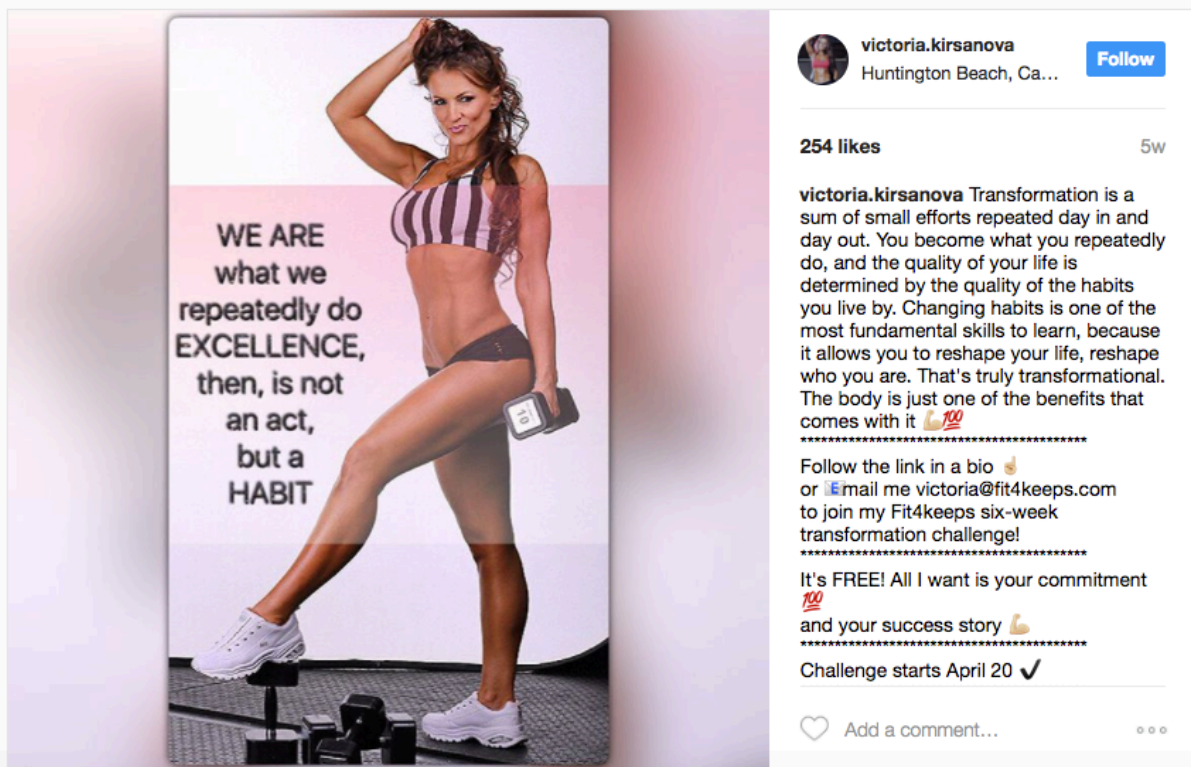 WE ARE
what we
repeatedly do
EXCELLENCE,
then, is not
an act,
but a
HABIT
10
victoria.kirsanova
Huntington Beach, Ca...
Follow
254 likes
5w
victoria.kirsanova Transformation is a
sum of small efforts repeated day in and
day out. You become what you repeatedly
do, and the quality of your life is
determined by the quality of the habits
you live by. Changing habits is one of the
most fundamental skills to learn, because
it allows you to reshape your life, reshape
who you are. That's truly transformational.
The body is just one of the benefits that
comes with it 💪🏼💯
******************************************
Follow the link in a bio ☝🏼
or 📧mail me victoria@fit4keeps.com
to join my Fit4keeps six-week
transformation challenge!
******************************************
It's FREE! All I want is your commitment
💯
and your success story 💪🏼
******************************************
Challenge starts April 20 ✔
Add a comment...